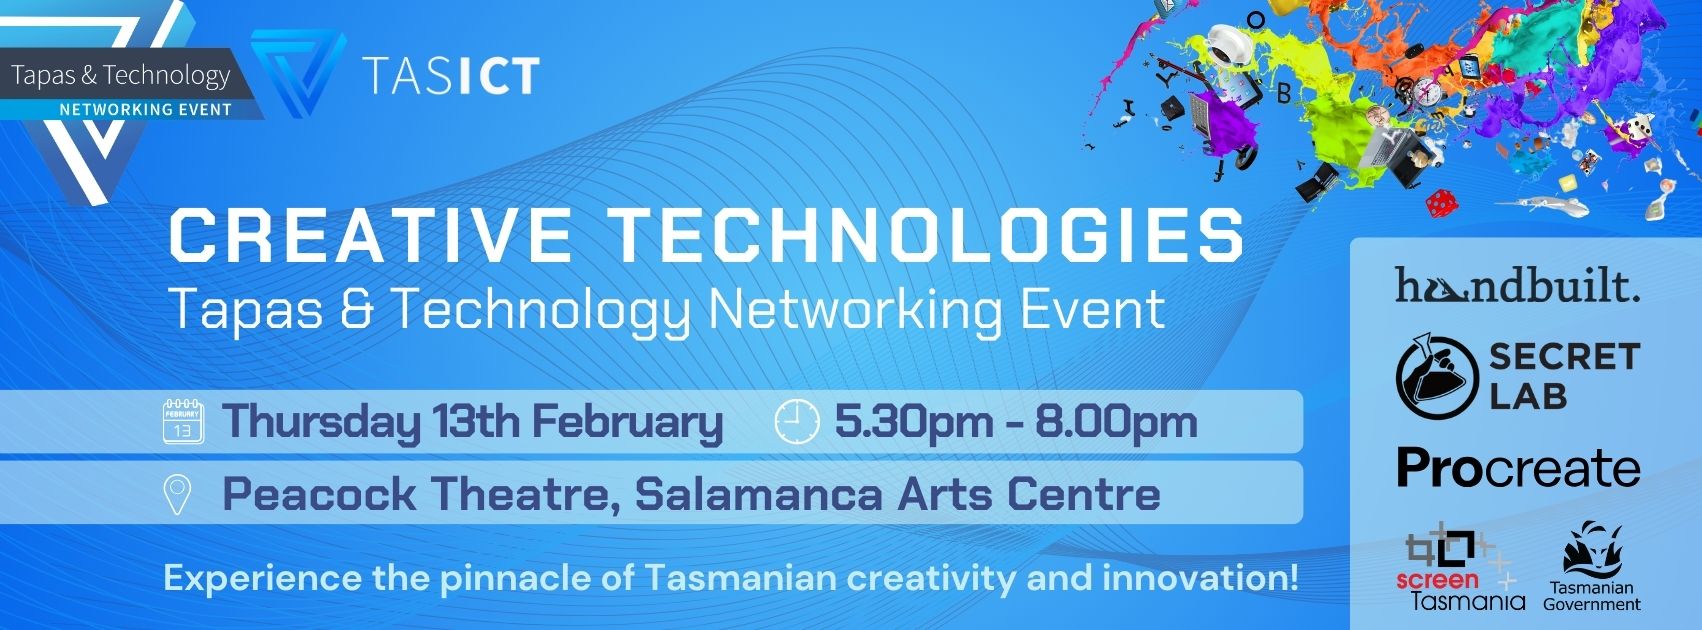 Tapas & Technology
NETWORKING EVENT
TASICT
B
CREATIVE TECHNOLOGIES
Tapas & Technology Networking Event
FEBRUARY
13
Thursday 13th February
5.30pm - 8.00pm
Peacock Theatre, Salamanca Arts Centre
Experience the pinnacle of Tasmanian creativity and innovation!
handbuilt.
SECRET
LAB
Procreate
screen
Tasmania
Tasmanian
Government